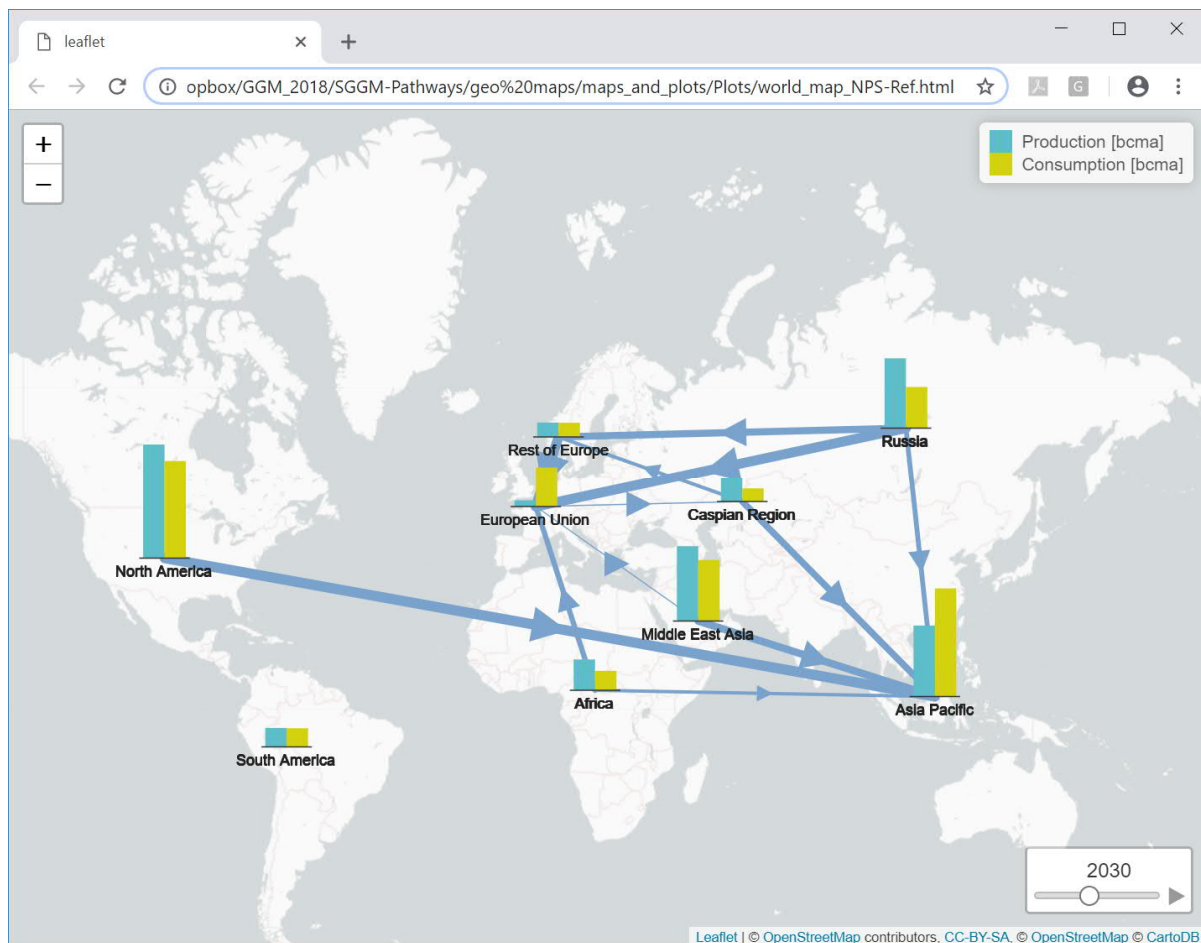 leaflet
opbox/GGM_2018/SGGM-Pathways/geo%20maps/maps_and_plots/Plots/world_map_NPS-Ref.html
G
+
−
Production [bcma]
Consumption [bcma]
Rest of Europe
Russia
European Union
Caspian Region
North America
Middle East Asia
Africa
Asia Pacific
South America
2030
Leaflet | © OpenStreetMap contributors, CC-BY-SA, © OpenStreetMap © CartoDB